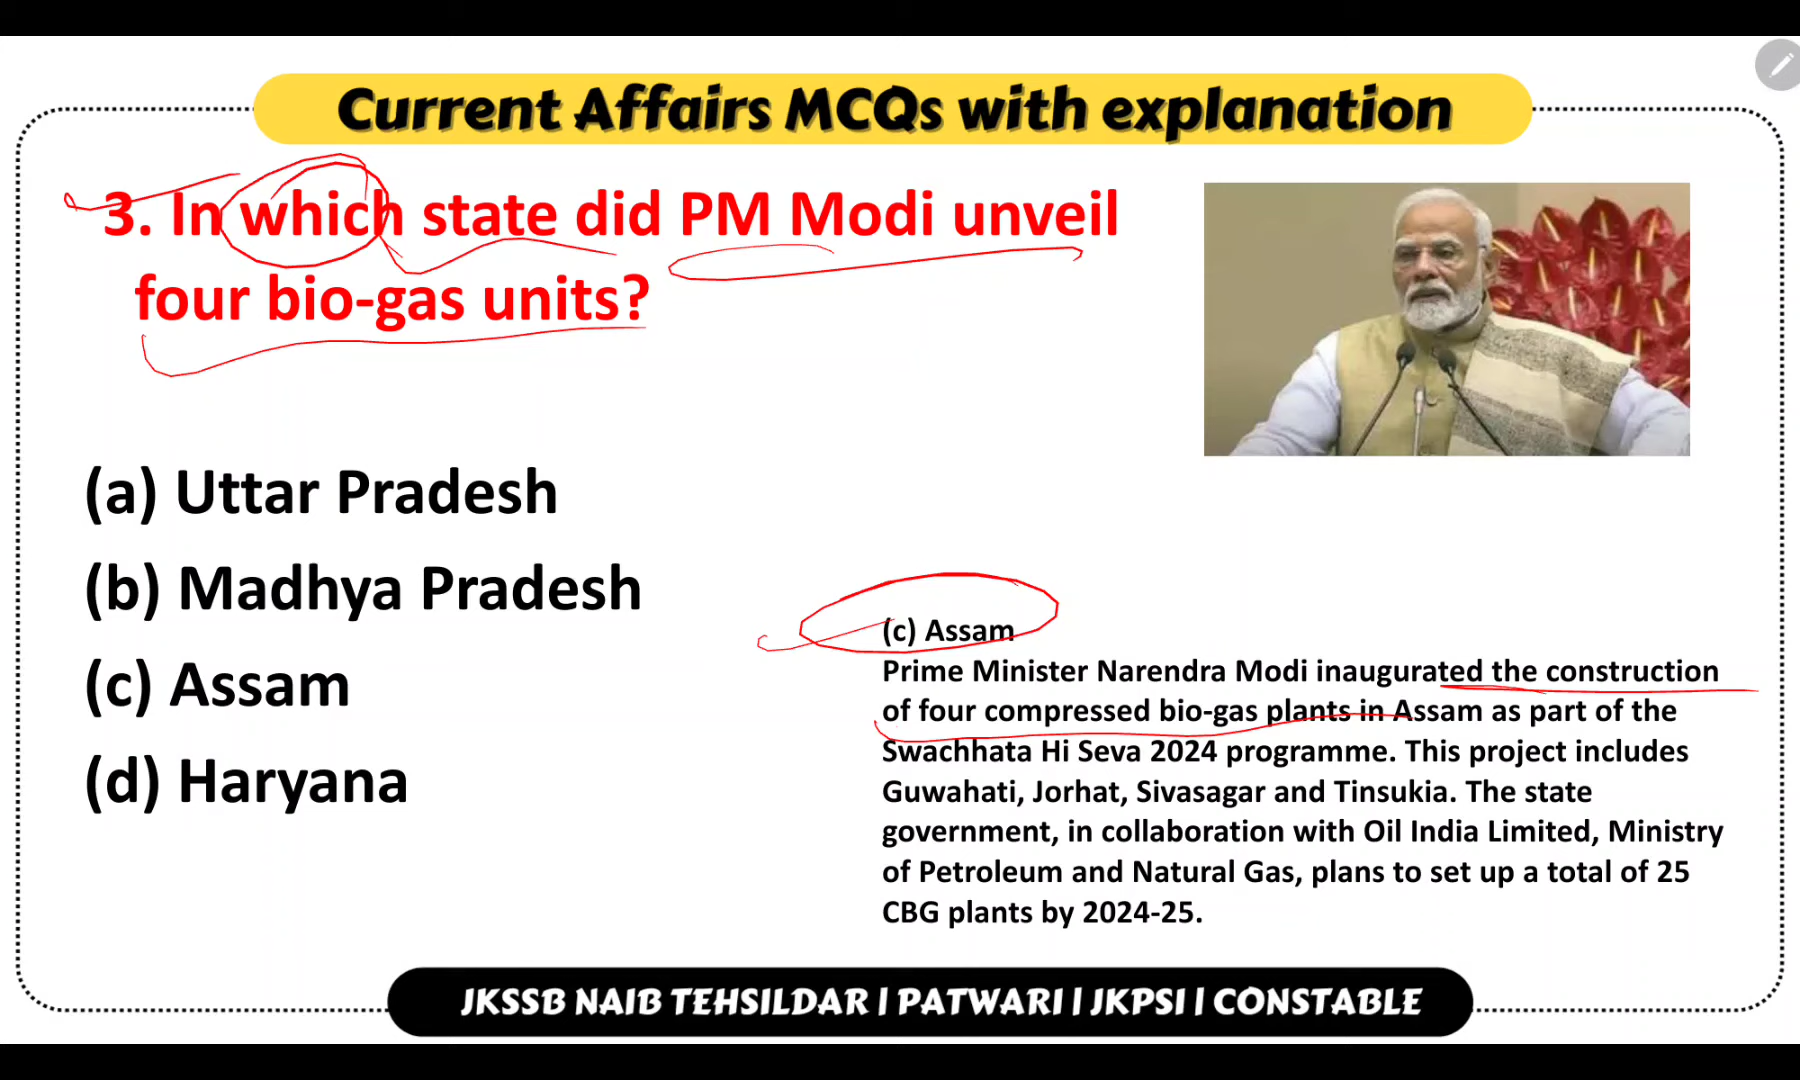 Current Affairs MCQs with explanation
3. In which state did PM Modi unveil
four bio-gas units?
(a) Uttar Pradesh
(b) Madhya Pradesh
(c) Assam
(d) Haryana
(c) Assam
Prime Minister Narendra Modi inaugurated the construction
of four compressed bio-gas plants in Assam as part of the
Swachhata Hi Seva 2024 programme. This project includes
Guwahati, Jorhat, Sivasagar and Tinsukia. The state
government, in collaboration with Oil India Limited, Ministry
of Petroleum and Natural Gas, plans to set up a total of 25
CBG plants by 2024-25.
JKSSB NAIB TEHSILDAR | PATWARI | JKPSI | CONSTABLE